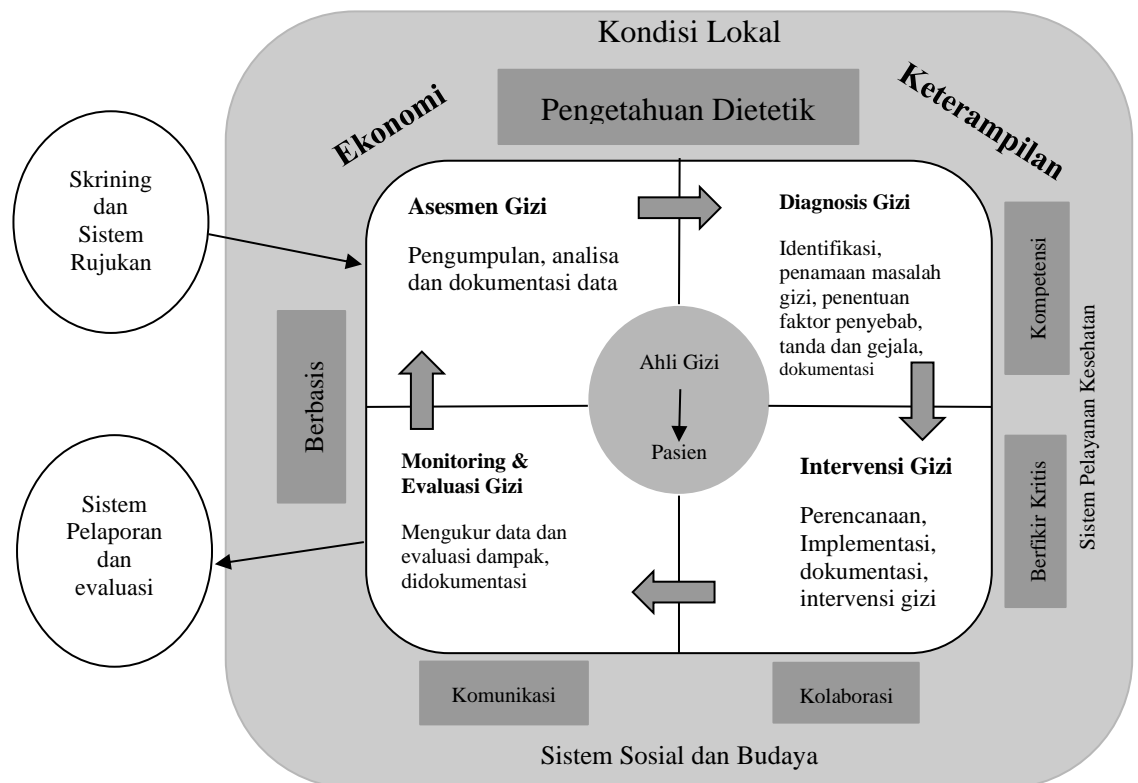 Kondisi Lokal
Ekonomi
Pengetahuan Dietetik
Keterampilan
Skrining
dan
Sistem
Rujukan
Asesmen Gizi
Pengumpulan, analisa
dan dokumentasi data
Diagnosis Gizi
Identifikasi,
penamaan masalah
gizi, penentuan
faktor penyebab,
tanda dan gejala,
dokumentasi
Kompetensi
Berbasis
Ahli Gizi
Pasien
Sistem Pelayanan Kesehatan
Monitoring &
Evaluasi Gizi
Mengukur data dan
evaluasi dampak,
didokumentasi
Intervensi Gizi
Perencanaan,
Implementasi,
dokumentasi,
intervensi gizi
Berfikir Kritis
Sistem
Pelaporan
dan
evaluasi
Komunikasi
Kolaborasi
Sistem Sosial dan Budaya